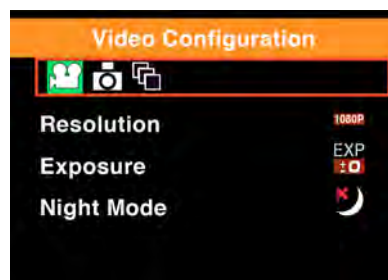 Video Configuration
Resolution 1080P
EXP
Exposure ±0
Night Mode